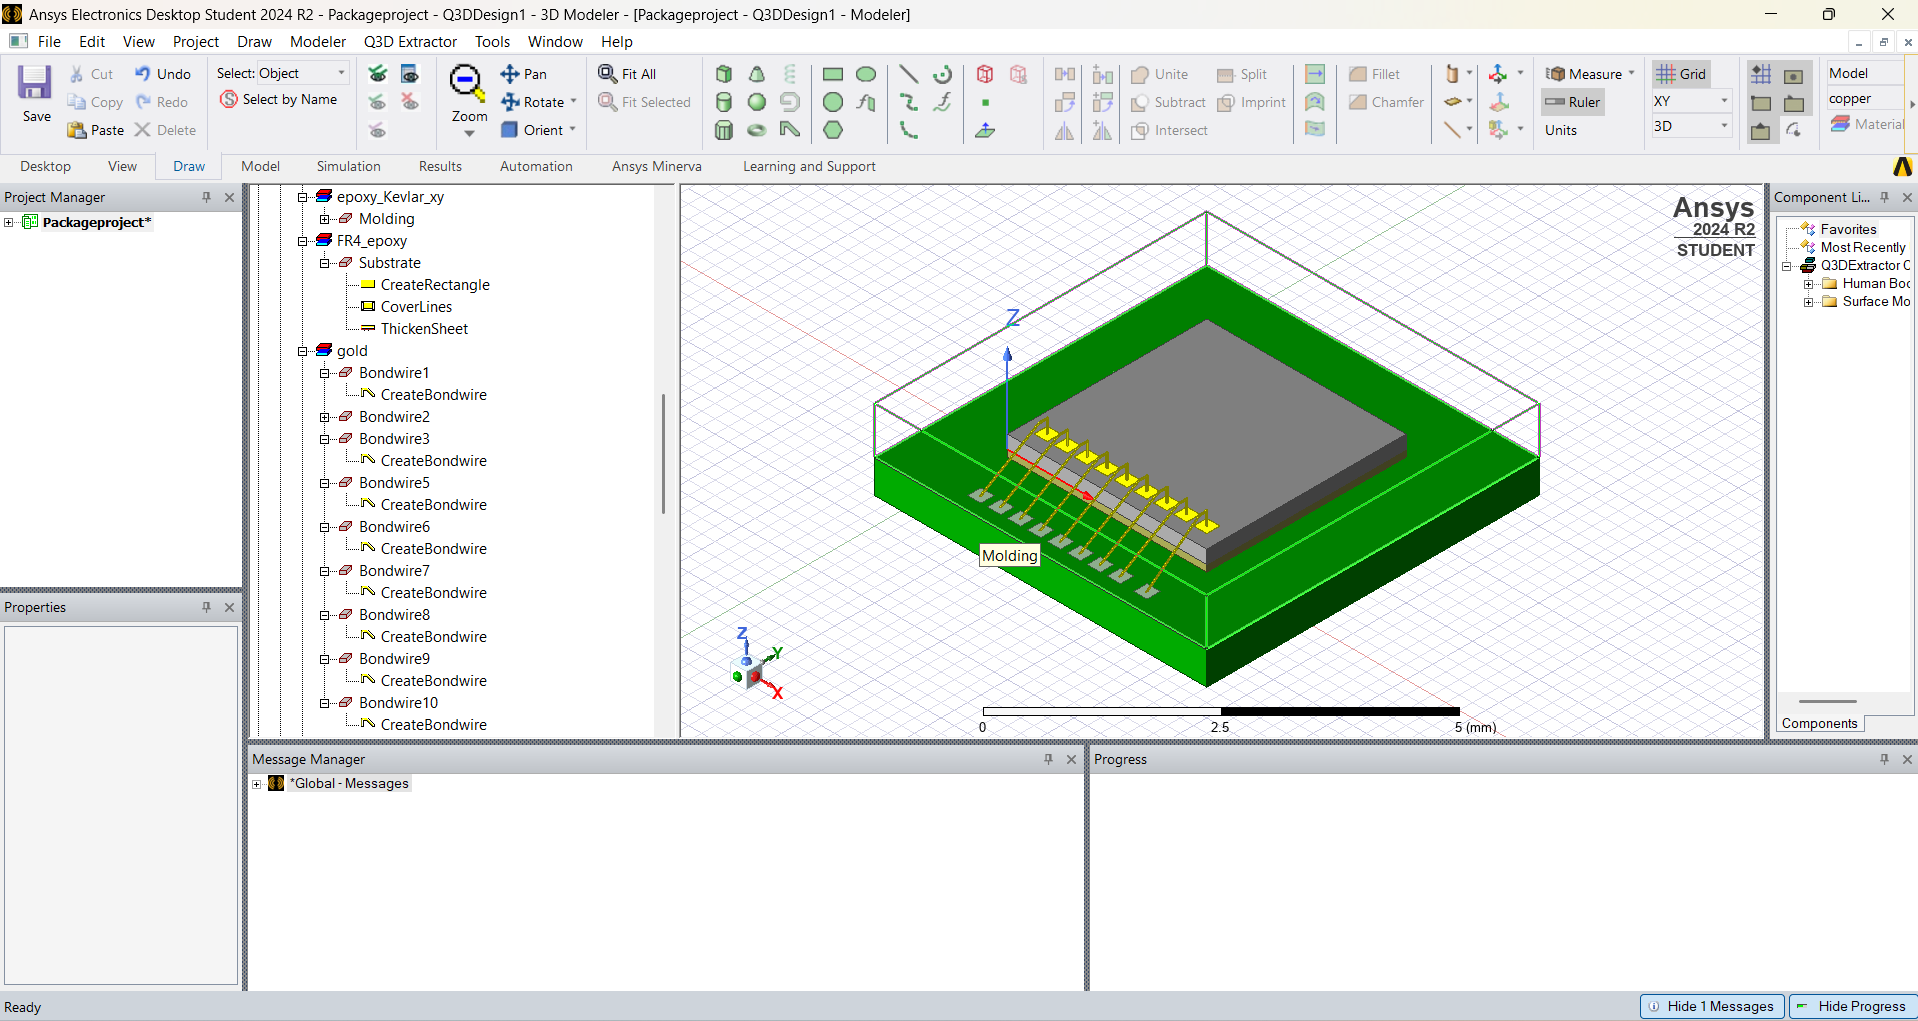 Ansys Electronics Desktop Student 2024 R2 - Packageproject - Q3DDesign1 - 3D Modeler - [Packageproject - Q3DDesign1 - Modeler]
File Edit View Project Draw Modeler Q3D Extractor Tools Window Help
Save
Cut
Copy
Paste
Undo
Redo
Delete
Select: Object
Select by Name
Zoom
Pan
Rotate
Orient
Fit All
Fit Selected
Unite
Subtract
Intersect
Split
Imprint
Fillet
Chamfer
Measure
Ruler
Units
Grid
XY
3D
Model
copper
Material
Desktop View Draw Model Simulation Results Automation Ansys Minerva Learning and Support
Project Manager
Packageproject*
Properties
epoxy_Kevlar_xy
Molding
FR4_epoxy
Substrate
CreateRectangle
CoverLines
ThickenSheet
gold
Bondwire1
CreateBondwire
Bondwire2
Bondwire3
CreateBondwire
Bondwire5
CreateBondwire
Bondwire6
CreateBondwire
Bondwire7
CreateBondwire
Bondwire8
CreateBondwire
Bondwire9
CreateBondwire
Bondwire10
CreateBondwire
Ansys
2024 R2
STUDENT
Z
Molding
Z
Y
X
0 2.5 5 (mm)
Component Li...
Favorites
Most Recently
Q3DExtractor C
Human Boc
Surface Mo
Components
Message Manager
*Global - Messages
Progress
Ready
Hide 1 Messages
Hide Progress